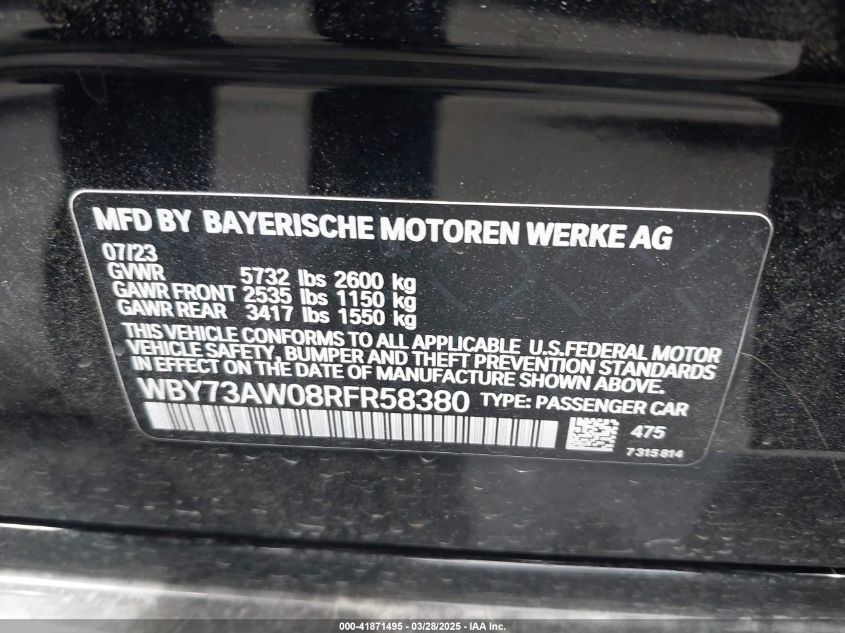 MFD BY BAYERISCHE MOTOREN WERKE AG
07/23
GVWR 5732 lbs 2600 kg
GAWR FRONT 2535 lbs 1150 kg
GAWR REAR 3417 lbs 1550 kg
THIS VEHICLE CONFORMS TO ALL APPLICABLE U.S.FEDERAL MOTOR
VEHICLE SAFETY, BUMPER AND THEFT PREVENTION STANDARDS
IN EFFECT ON THE DATE OF MANUFACTURE SHOWN ABOVE.
WBY73AW08RFR58380 TYPE: PASSENGER CAR
475
7315814
000-41871495 | 03/28/2025 - IAA Inc.